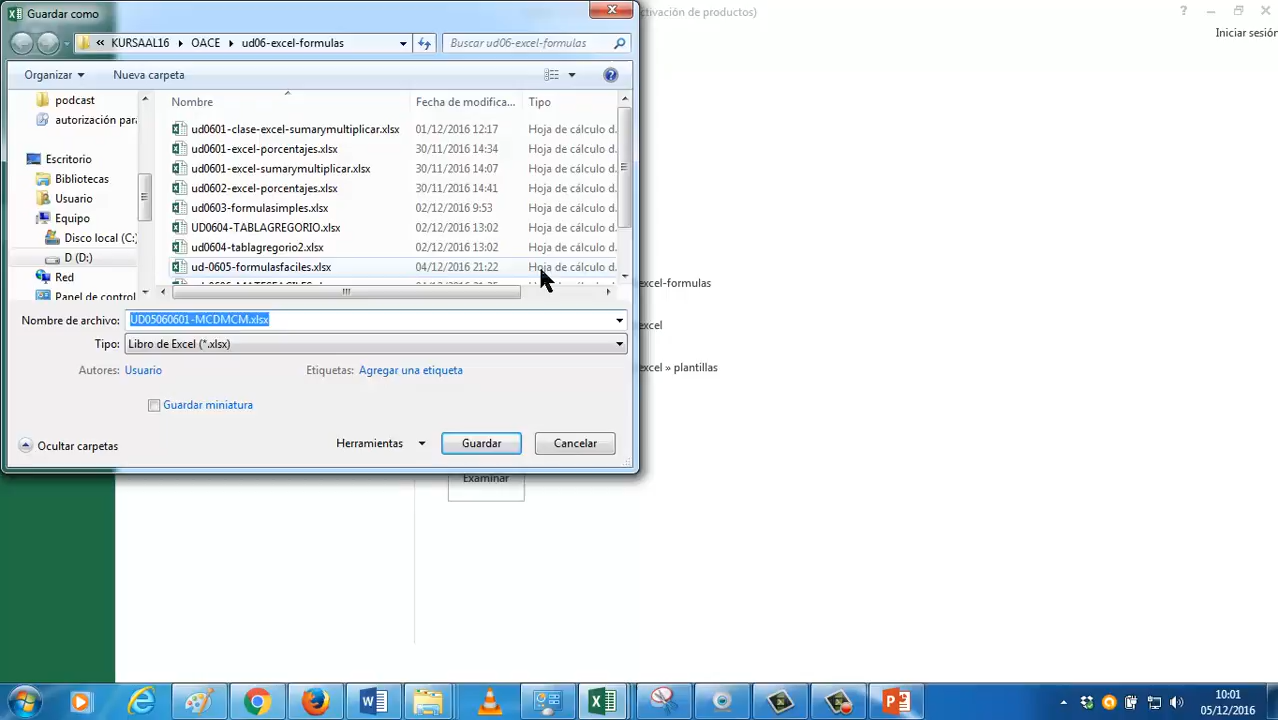 Guardar como
ctivación de productos)
Iniciar sesión
KURSAAL16 OACE ud06-excel-formulas
Buscar ud06-excel-formulas
Organizar Nueva carpeta
podcast
autorización para
Escritorio
Bibliotecas
Usuario
Equipo
Disco local (C:)
D (D:)
Red
Panel de control
Nombre Fecha de modifica... Tipo
ud0601-clase-excel-sumarymultiplicar.xlsx 01/12/2016 12:17 Hoja de cálculo d.
ud0601-excel-porcentajes.xlsx 30/11/2016 14:34 Hoja de cálculo d.
ud0601-excel-sumarymultiplicar.xlsx 30/11/2016 14:07 Hoja de cálculo d.
ud0602-excel-porcentajes.xlsx 30/11/2016 14:41 Hoja de cálculo d.
ud0603-formulasimples.xlsx 02/12/2016 9:53 Hoja de cálculo d.
UD0604-TABLAGREGORIO.xlsx 02/12/2016 13:02 Hoja de cálculo d.
ud0604-tablagregorio2.xlsx 02/12/2016 13:02 Hoja de cálculo d.
ud-0605-formulasfaciles.xlsx 04/12/2016 21:22 Hoja de cálculo d.
Nombre de archivo: UD05060601-MCDMCM.xlsx
Tipo: Libro de Excel (*.xlsx)
Autores: Usuario Etiquetas: Agregar una etiqueta
Guardar miniatura
Ocultar carpetas Herramientas Guardar Cancelar
excel-formulas
excel
excel » plantillas
Examinar
10:01
05/12/2016